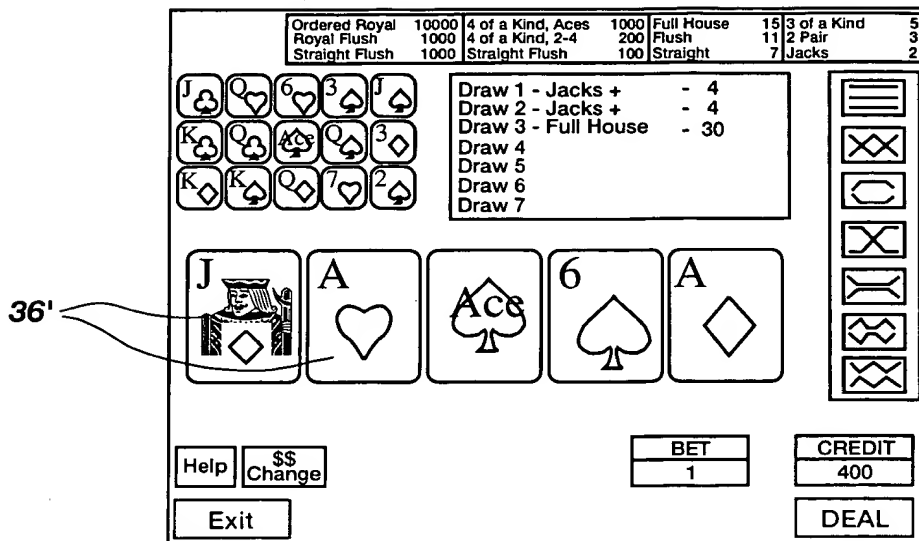 Ordered Royal 10000 4 of a Kind, Aces 1000 Full House 15 3 of a Kind 5
Royal Flush 1000 4 of a Kind, 2-4 200 Flush 11 2 Pair 3
Straight Flush 1000 Straight Flush 100 Straight 7 Jacks 2
J Q 6 3 J
K Q Ace Q 3
K K Q 7 2
Draw 1 - Jacks + - 4
Draw 2 - Jacks + - 4
Draw 3 - Full House - 30
Draw 4
Draw 5
Draw 6
Draw 7
J A Ace 6 A
36'
Help $$ Change
BET
1
CREDIT
400
Exit
DEAL